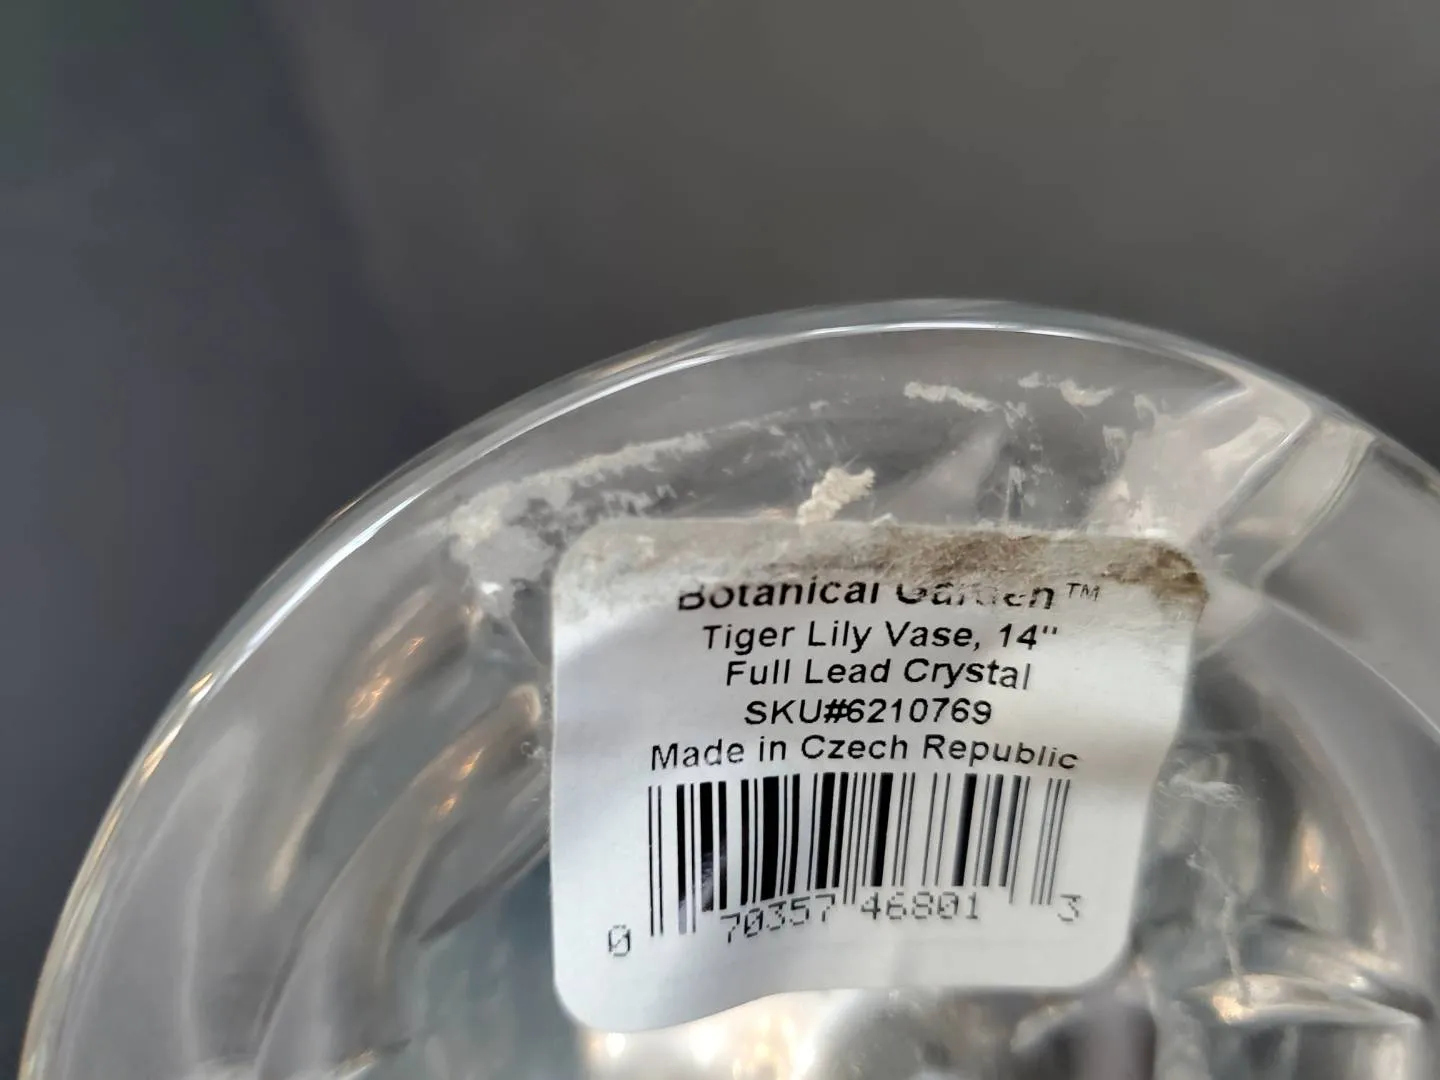 Botanical Garden™
Tiger Lily Vase, 14"
Full Lead Crystal
SKU#6210769
Made in Czech Republic
0 70357 46801 3